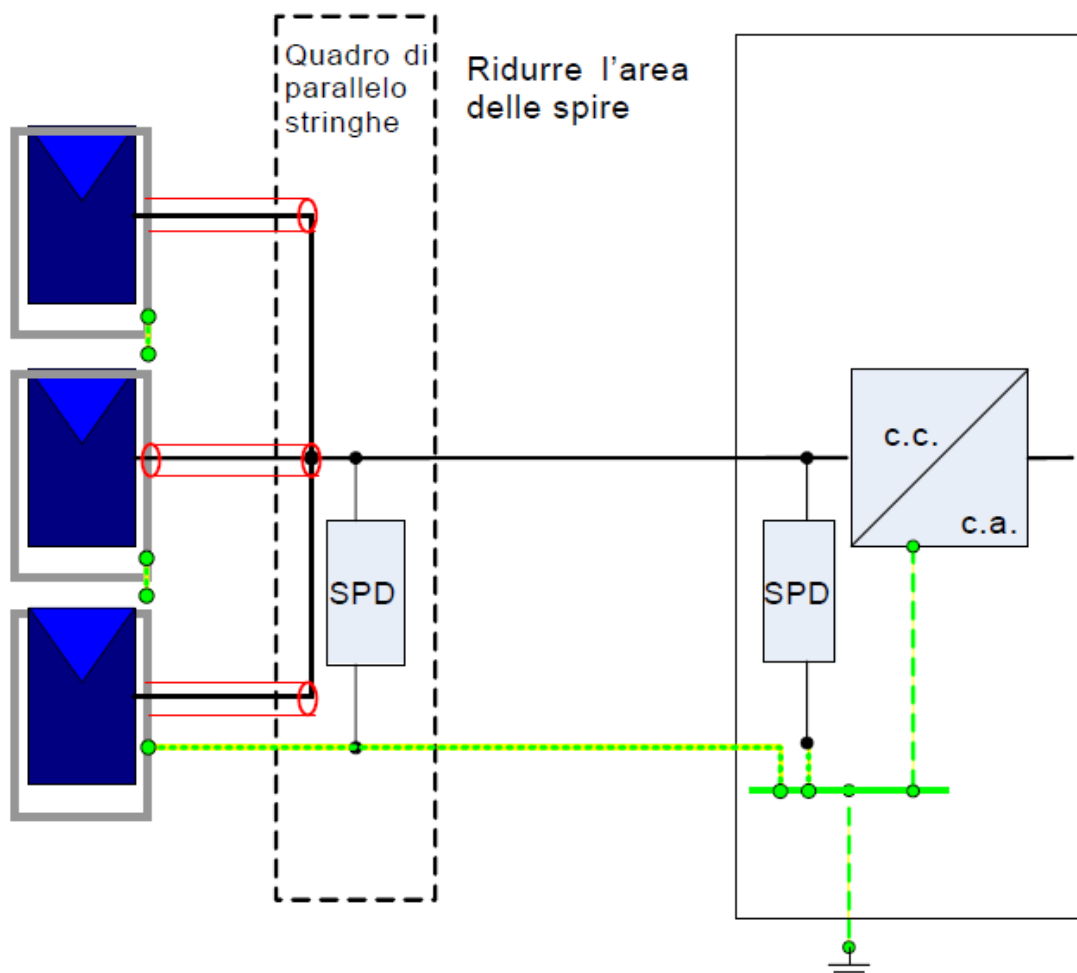 Quadro di
parallelo
stringhe
Ridurre l'area
delle spire
c.c.
c.a.
SPD
SPD